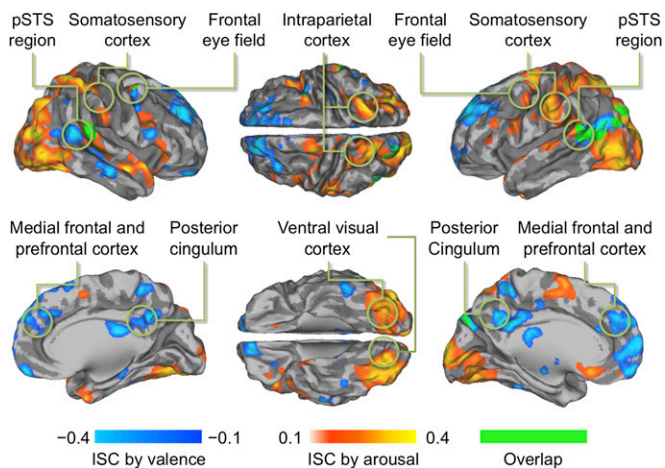 pSTS region
Somatosensory cortex
Frontal eye field
Intraparietal cortex
Frontal eye field
Somatosensory cortex
pSTS region
Medial frontal and prefrontal cortex
Posterior cingulum
Ventral visual cortex
Posterior Cingulum
Medial frontal and prefrontal cortex
−0.4 −0.1 0.1 0.4
ISC by valence ISC by arousal Overlap